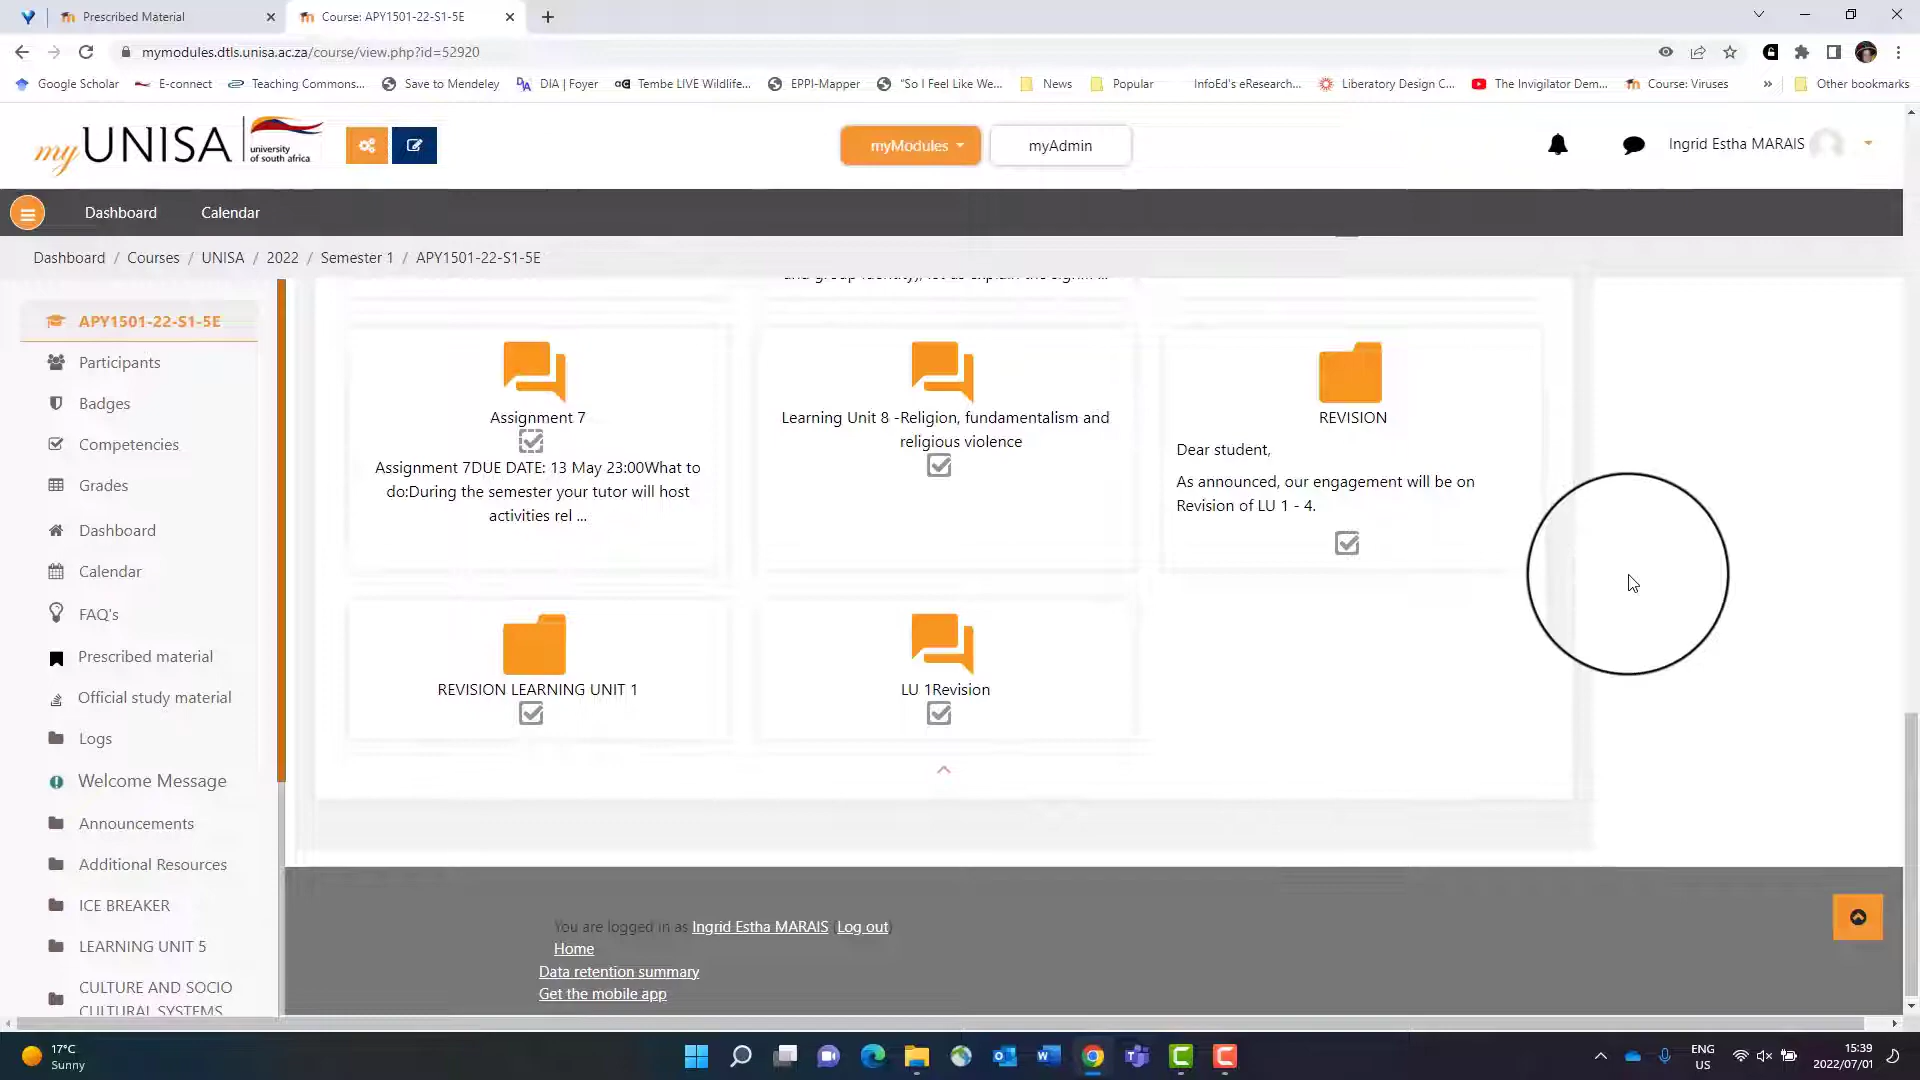 Prescribed Material
Course: APY1501-22-S1-5E
mymodules.dtls.unisa.ac.za/course/view.php?id=52920
Google Scholar
E-connect
Teaching Commons...
Save to Mendeley
DIA | Foyer
Tembe LIVE Wildlife...
EPPI-Mapper
"So I Feel Like We...
News
Popular
InfoEd's eResearch...
Liberatory Design C...
The Invigilator Dem...
Course: Viruses
»
Other bookmarks
my UNISA
university
of south africa
myModules
myAdmin
Ingrid Estha MARAIS
Dashboard
Calendar
Dashboard / Courses / UNISA / 2022 / Semester 1 / APY1501-22-S1-5E
APY1501-22-S1-5E
Participants
Badges
Competencies
Grades
Dashboard
Calendar
FAQ's
Prescribed material
Official study material
Logs
Welcome Message
Announcements
Additional Resources
ICE BREAKER
LEARNING UNIT 5
CULTURE AND SOCIO
CULTURAL SYSTEMS
and group identity), let us explain the signifi ...
Assignment 7
Assignment 7DUE DATE: 13 May 23:00What to
do:During the semester your tutor will host
activities rel ...
Learning Unit 8 -Religion, fundamentalism and
religious violence
REVISION
Dear student,
As announced, our engagement will be on
Revision of LU 1 - 4.
REVISION LEARNING UNIT 1
LU 1Revision
You are logged in as Ingrid Estha MARAIS (Log out)
Home
Data retention summary
Get the mobile app
17°C
Sunny
ENG
US
15:39
2022/07/01